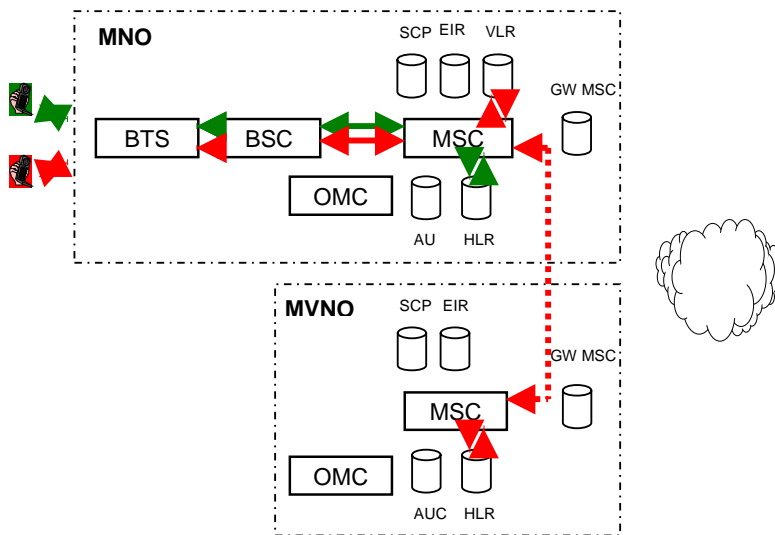 MNO
SCP EIR VLR
GW MSC
BTS BSC MSC
OMC
AU HLR
MVNO
SCP EIR
GW MSC
MSC
OMC
AUC HLR